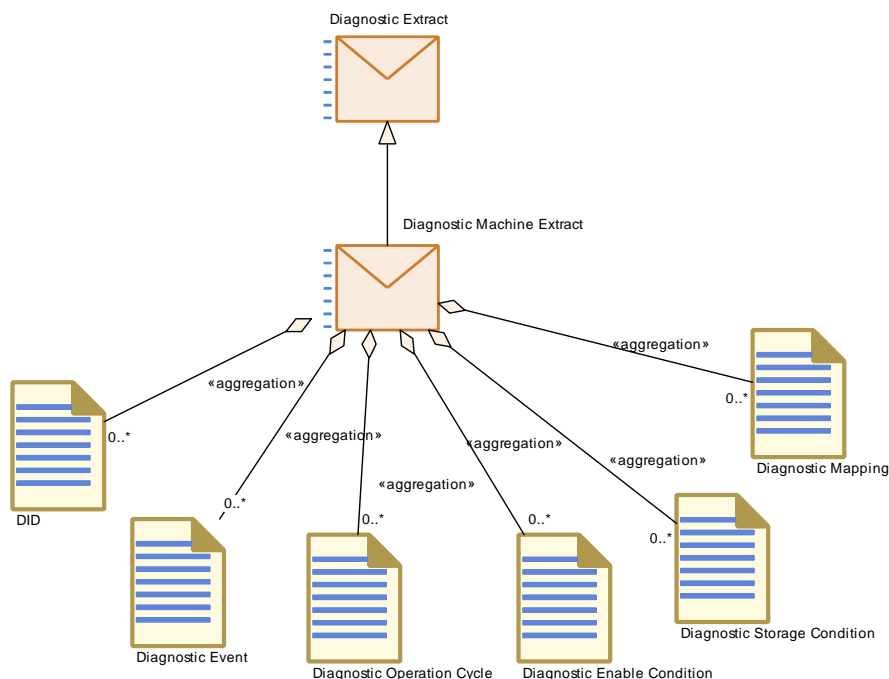 Diagnostic Extract
Diagnostic Machine Extract
«aggregation»
«aggregation»
0..*
0..*
«aggregation»
«aggregation»
«aggregation»
Diagnostic Mapping
«aggregation»
0..*
0..*
0..*
0..*
DID
Diagnostic Storage Condition
Diagnostic Event
Diagnostic Operation Cycle
Diagnostic Enable Condition